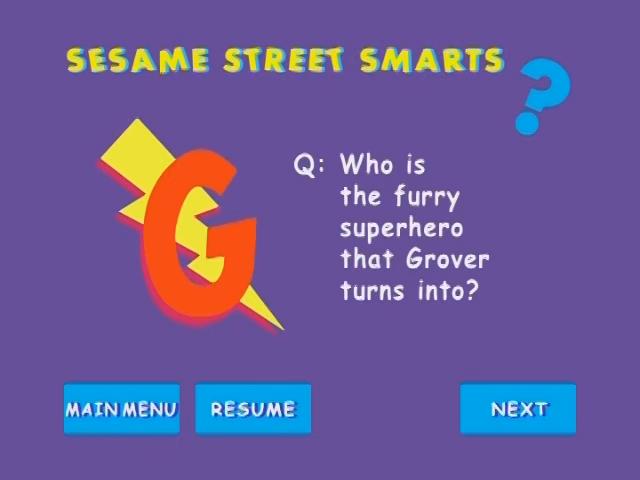 SESAME STREET SMARTS
?
G
Q: Who is
the furry
superhero
that Grover
turns into?
MAIN MENU
RESUME
NEXT